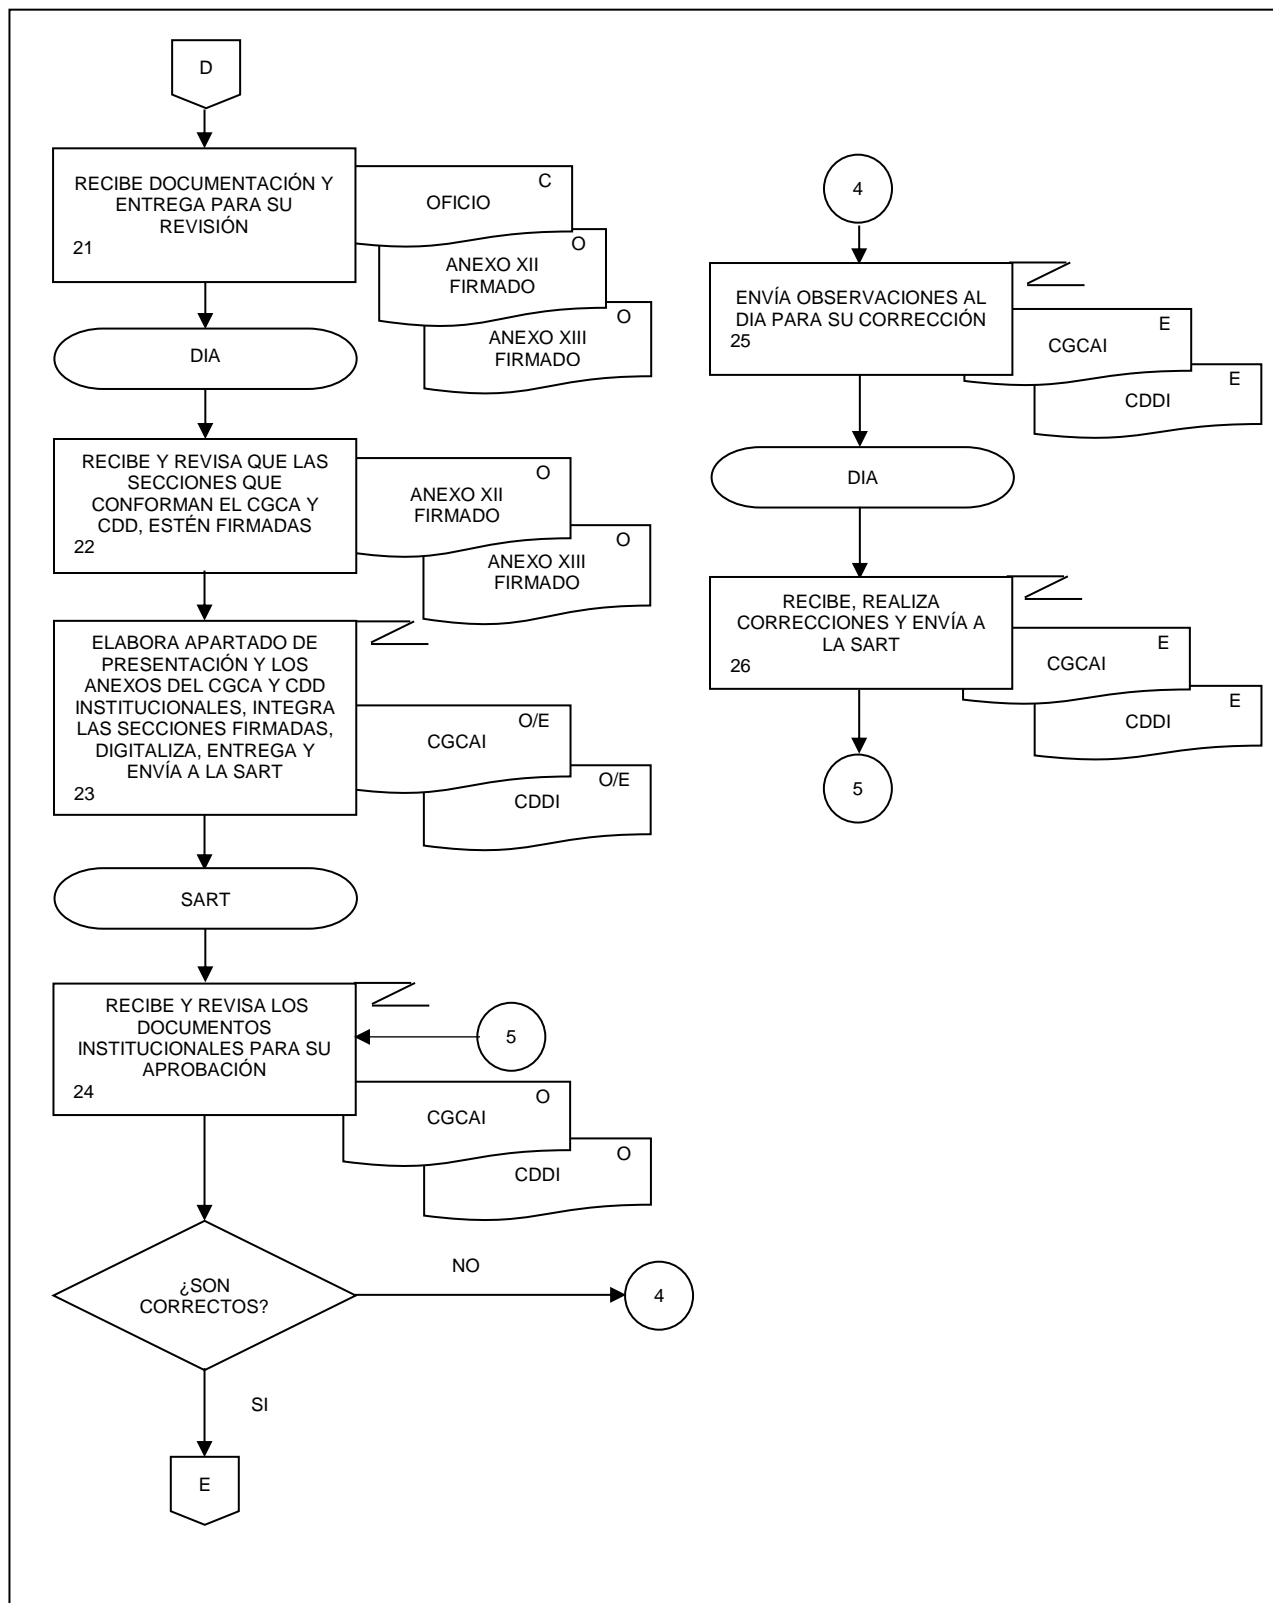 D
RECIBE DOCUMENTACIÓN Y
ENTREGA PARA SU
REVISIÓN
21
C
OFICIO
O
ANEXO XII
FIRMADO
O
ANEXO XIII
FIRMADO
DIA
RECIBE Y REVISA QUE LAS
SECCIONES QUE
CONFORMAN EL CGCA Y
CDD, ESTÉN FIRMADAS
22
O
ANEXO XII
FIRMADO
O
ANEXO XIII
FIRMADO
ELABORA APARTADO DE
PRESENTACIÓN Y LOS
ANEXOS DEL CGCA Y CDD
INSTITUCIONALES, INTEGRA
LAS SECCIONES FIRMADAS,
DIGITALIZA, ENTREGA Y
ENVÍA A LA SART
23
O/E
CGCAI
O/E
CDDI
SART
RECIBE Y REVISA LOS
DOCUMENTOS
INSTITUCIONALES PARA SU
APROBACIÓN
24
5
O
CGCAI
O
CDDI
¿SON
CORRECTOS?
NO
4
SI
E
4
ENVÍA OBSERVACIONES AL
DIA PARA SU CORRECCIÓN
25
E
CGCAI
E
CDDI
DIA
RECIBE, REALIZA
CORRECCIONES Y ENVÍA A
LA SART
26
E
CGCAI
E
CDDI
5